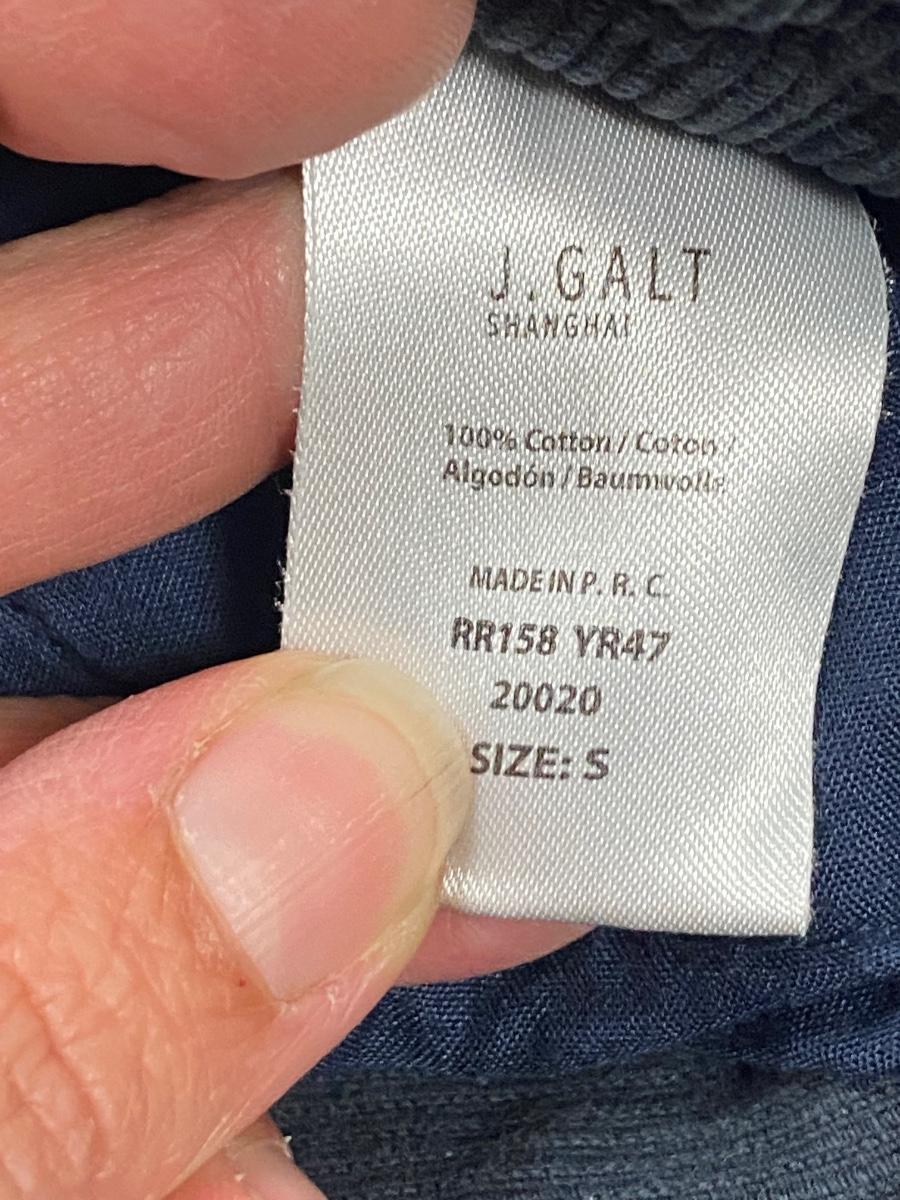 J.GALT
SHANGHAI
100% Cotton / Coton /
Algodón / Baumwolle
MADE IN P. R. C.
RR158 YR47
20020
SIZE: S